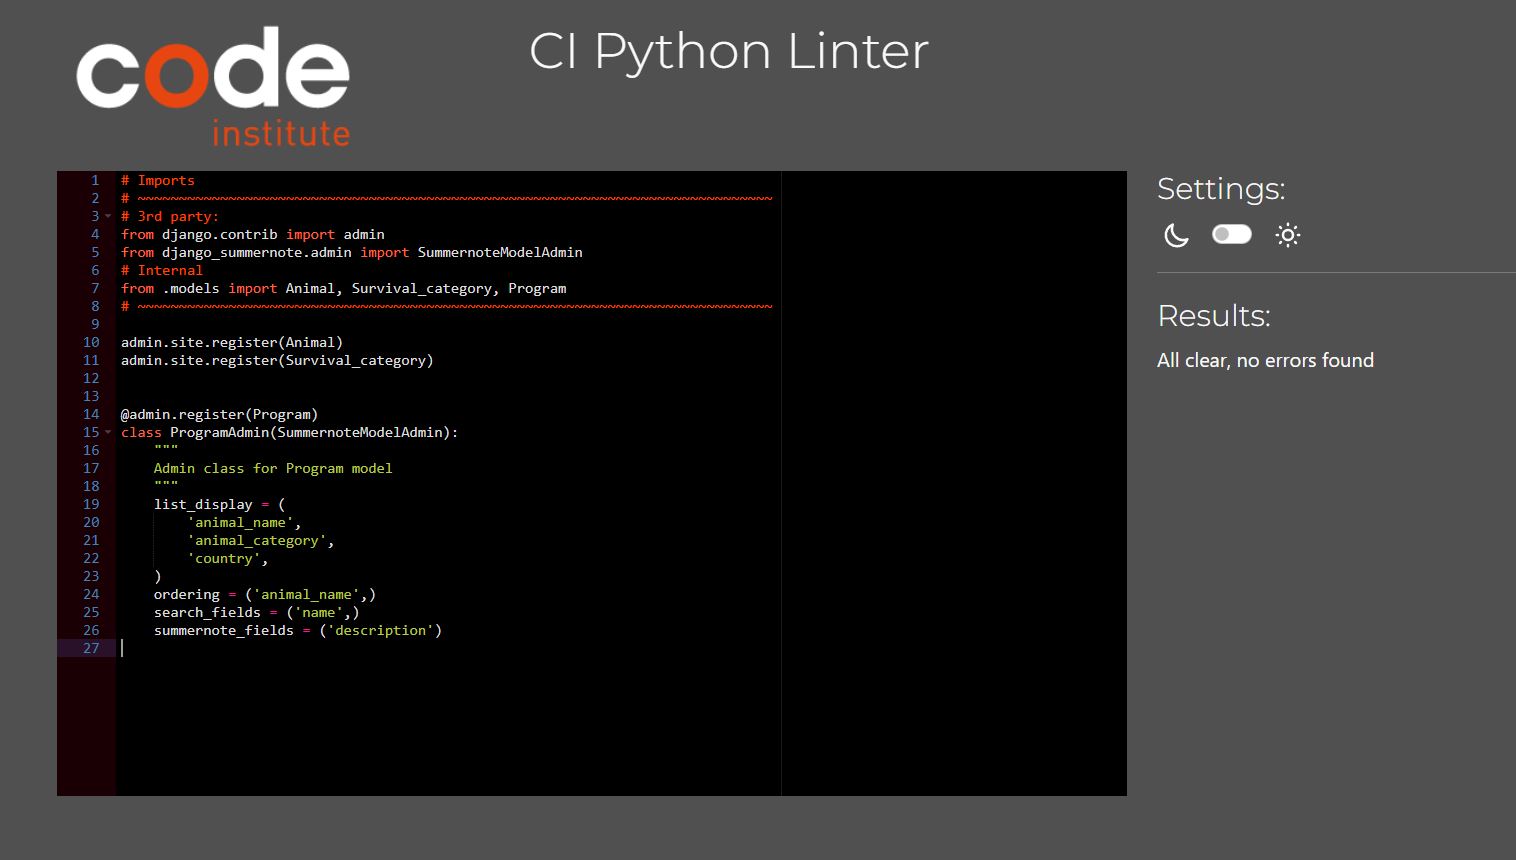 code
institute
CI Python Linter
1 # Imports
2 # ~~~~~~~~~~~~~~~~~~~~~~~~~~~~~~~~~~~~~~~~~~~~~~~~~~~~~~~~~~~~~~~~~~~~~~~~~~~~~
3 # 3rd party:
4 from django.contrib import admin
5 from django_summernote.admin import SummernoteModelAdmin
6 # Internal
7 from .models import Animal, Survival_category, Program
8 # ~~~~~~~~~~~~~~~~~~~~~~~~~~~~~~~~~~~~~~~~~~~~~~~~~~~~~~~~~~~~~~~~~~~~~~~~~~~~~
9
10 admin.site.register(Animal)
11 admin.site.register(Survival_category)
12
13
14 @admin.register(Program)
15 class ProgramAdmin(SummernoteModelAdmin):
16     """
17     Admin class for Program model
18     """
19     list_display = (
20         'animal_name',
21         'animal_category',
22         'country',
23     )
24     ordering = ('animal_name',)
25     search_fields = ('name',)
26     summernote_fields = ('description')
27
Settings:
Results:
All clear, no errors found